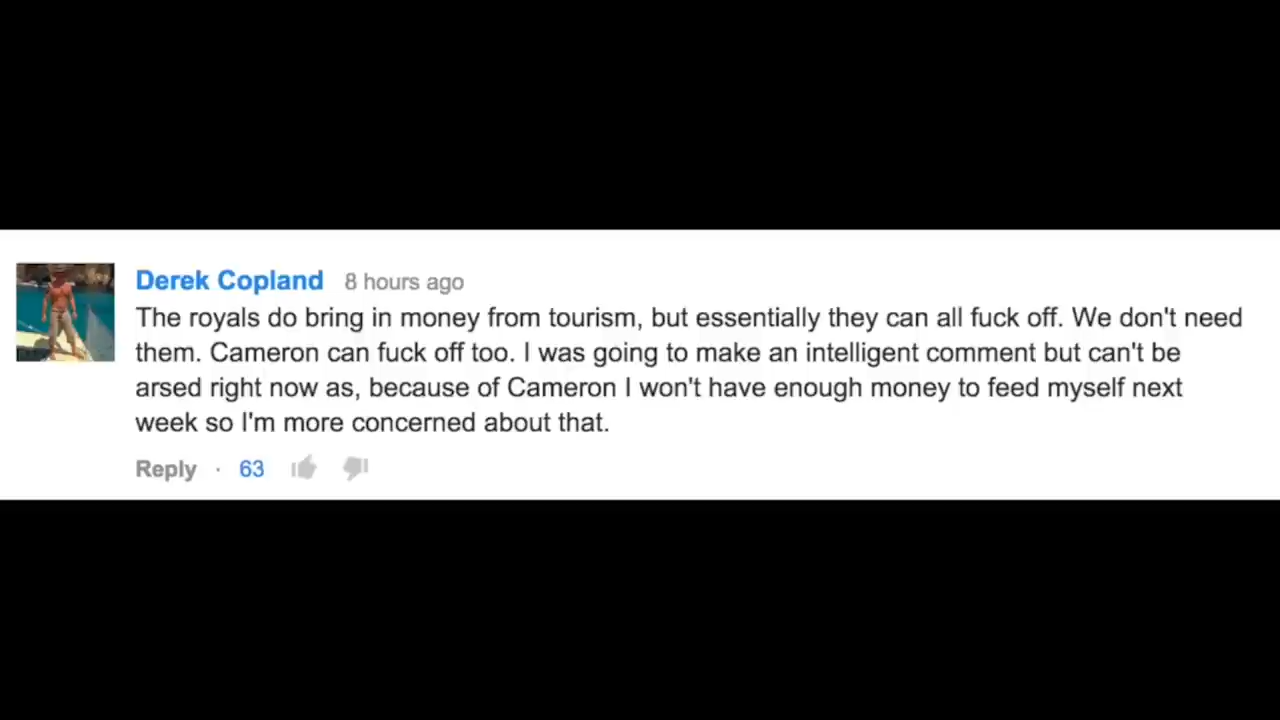 Derek Copland 8 hours ago
The royals do bring in money from tourism, but essentially they can all fuck off. We don't need
them. Cameron can fuck off too. I was going to make an intelligent comment but can't be
arsed right now as, because of Cameron I won't have enough money to feed myself next
week so I'm more concerned about that.
Reply · 63